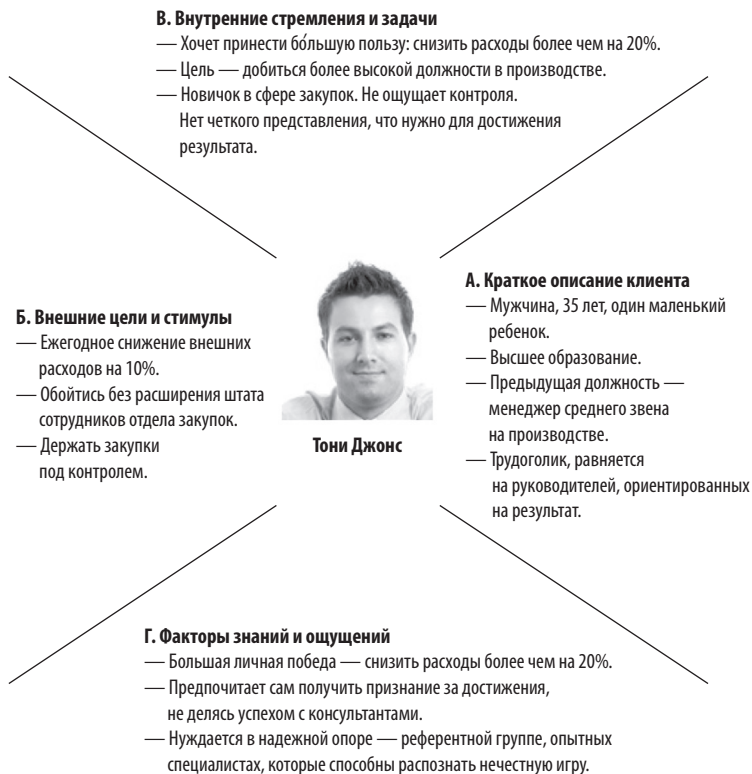 В. Внутренние стремления и задачи
— Хочет принести бо́льшую пользу: снизить расходы более чем на 20%.
— Цель — добиться более высокой должности в производстве.
— Новичок в сфере закупок. Не ощущает контроля.
Нет четкого представления, что нужно для достижения
результата.
Б. Внешние цели и стимулы
— Ежегодное снижение внешних
расходов на 10%.
— Обойтись без расширения штата
сотрудников отдела закупок.
— Держать закупки
под контролем.
Тони Джонс
А. Краткое описание клиента
— Мужчина, 35 лет, один маленький
ребенок.
— Высшее образование.
— Предыдущая должность —
менеджер среднего звена
на производстве.
— Трудоголик, равняется
на руководителей, ориентированных
на результат.
Г. Факторы знаний и ощущений
— Большая личная победа — снизить расходы более чем на 20%.
— Предпочитает сам получить признание за достижения,
не делясь успехом с консультантами.
— Нуждается в надежной опоре — референтной группе, опытных
специалистах, которые способны распознать нечестную игру.